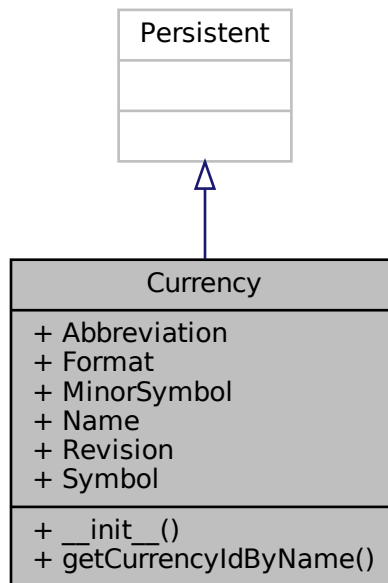 Persistent
Currency
+ Abbreviation
+ Format
+ MinorSymbol
+ Name
+ Revision
+ Symbol
+ __init__()
+ getCurrencyIdByName()